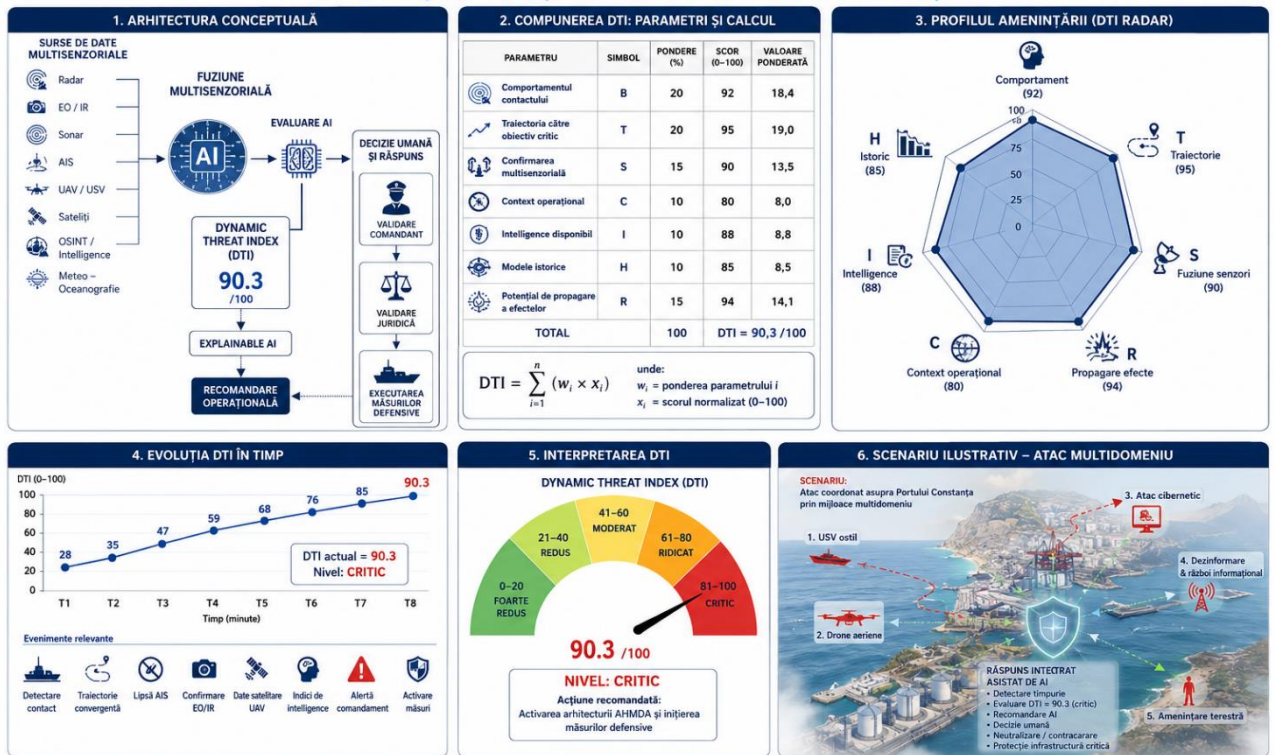 1. ARHITECTURA CONCEPTUALĂ
SURSE DE DATE
MULTISENZORIALE
Radar
EO / IR
Sonar
AIS
UAV / USV
Sateliți
OSINT /
Intelligence
Meteo –
Oceanografie
FUZIUNE
MULTISENZORIALĂ
AI
EVALUARE AI
DYNAMIC
THREAT INDEX
(DTI)
90.3
/100
EXPLAINABLE AI
RECOMANDARE
OPERAȚIONALĂ
DECIZIE UMANĂ
ȘI RĂSPUNS
VALIDARE
COMANDANT
VALIDARE
JURIDICĂ
EXECUTAREA
MĂSURILOR
DEFENSIVE
2. COMPUNEREA DTI: PARAMETRI ȘI CALCUL
PARAMETRU SIMBOL PONDERE (%) SCOR (0–100) VALOARE PONDERATĂ
Comportamentul contactului B 20 92 18,4
Traiectoria către obiectiv critic T 20 95 19,0
Confirmarea multisenzorială S 15 90 13,5
Context operațional C 10 80 8,0
Intelligence disponibil I 10 88 8,8
Modele istorice H 10 85 8,5
Potențial de propagare a efectelor R 15 94 14,1
TOTAL 100 DTI = 90,3 /100
DTI = ∑ (wᵢ × xᵢ)
n
i=1
unde:
wᵢ = ponderea parametrului i
xᵢ = scorul normalizat (0–100)
3. PROFILUL AMENINȚĂRII (DTI RADAR)
Comportament
(92)
100
75
50
25
0
H
Istoric
(85)
T
Traiectorie
(95)
I
Intelligence
(88)
S
Fuziune senzori
(90)
C
Context operațional
(80)
R
Propagare efecte
(94)
4. EVOLUȚIA DTI ÎN TIMP
DTI (0–100)
100
80
60
40
20
0
28 35 47 59 68 76 85 90.3
DTI actual = 90.3
Nivel: CRITIC
T1 T2 T3 T4 T5 T6 T7 T8
Timp (minute)
Evenimente relevante
Detectare
contact
Traiectorie
convergentă
Lipsă AIS
Confirmare
EO/IR
Date satelitare
UAV
Indici de
intelligence
Alertă
comandament
Activare
măsuri
5. INTERPRETAREA DTI
DYNAMIC THREAT INDEX (DTI)
0–20
FOARTE
REDUS
21–40
REDUS
41–60
MODERAT
61–80
RIDICAT
81–100
CRITIC
90.3 /100
NIVEL: CRITIC
Acțiune recomandată:
Activarea arhitecturii AHMDA și inițierea
măsurilor defensive
6. SCENARIU ILUSTRATIV – ATAC MULTIDOMENIU
SCENARIU:
Atac coordonat asupra Portului Constanța
prin mijloace multidomeniu
1. USV ostil
2. Drone aeriene
3. Atac cibernetic
4. Dezinformare
& război informațional
5. Amenințare terestră
RĂSPUNS INTEGRAT
ASISTAT DE AI
• Detectare timpurie
• Evaluare DTI = 90.3 (critic)
• Recomandare AI
• Decizie umană
• Neutralizare / contracarare
• Protecție infrastructură critică